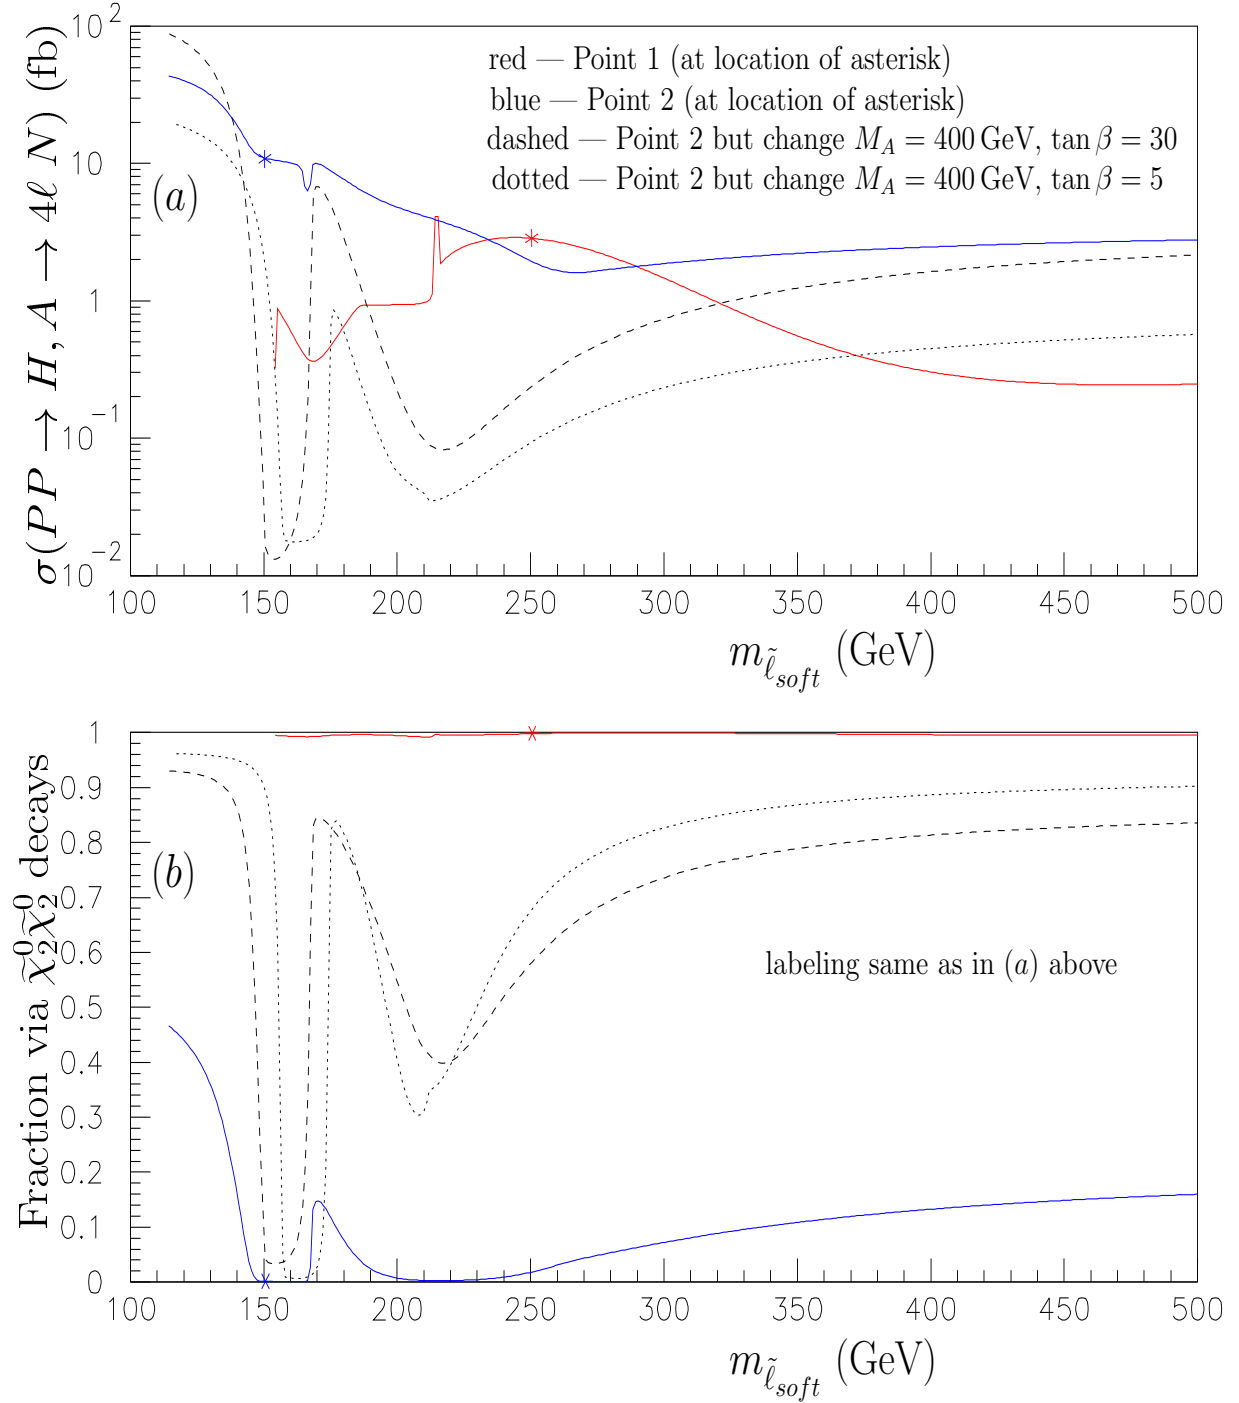 σ(PP → H, A → 4ℓ N) (fb)
10²
10
1
10⁻¹
10⁻²
red — Point 1 (at location of asterisk)
blue — Point 2 (at location of asterisk)
dashed — Point 2 but change M_A = 400 GeV, tan β = 30
dotted — Point 2 but change M_A = 400 GeV, tan β = 5
(a)
100 150 200 250 300 350 400 450 500
m_ℓ̃_soft (GeV)
Fraction via χ̃⁰₂χ̃⁰₂ decays
1
0.9
0.8
0.7
0.6
0.5
0.4
0.3
0.2
0.1
0
(b)
labeling same as in (a) above
100 150 200 250 300 350 400 450 500
m_ℓ̃_soft (GeV)